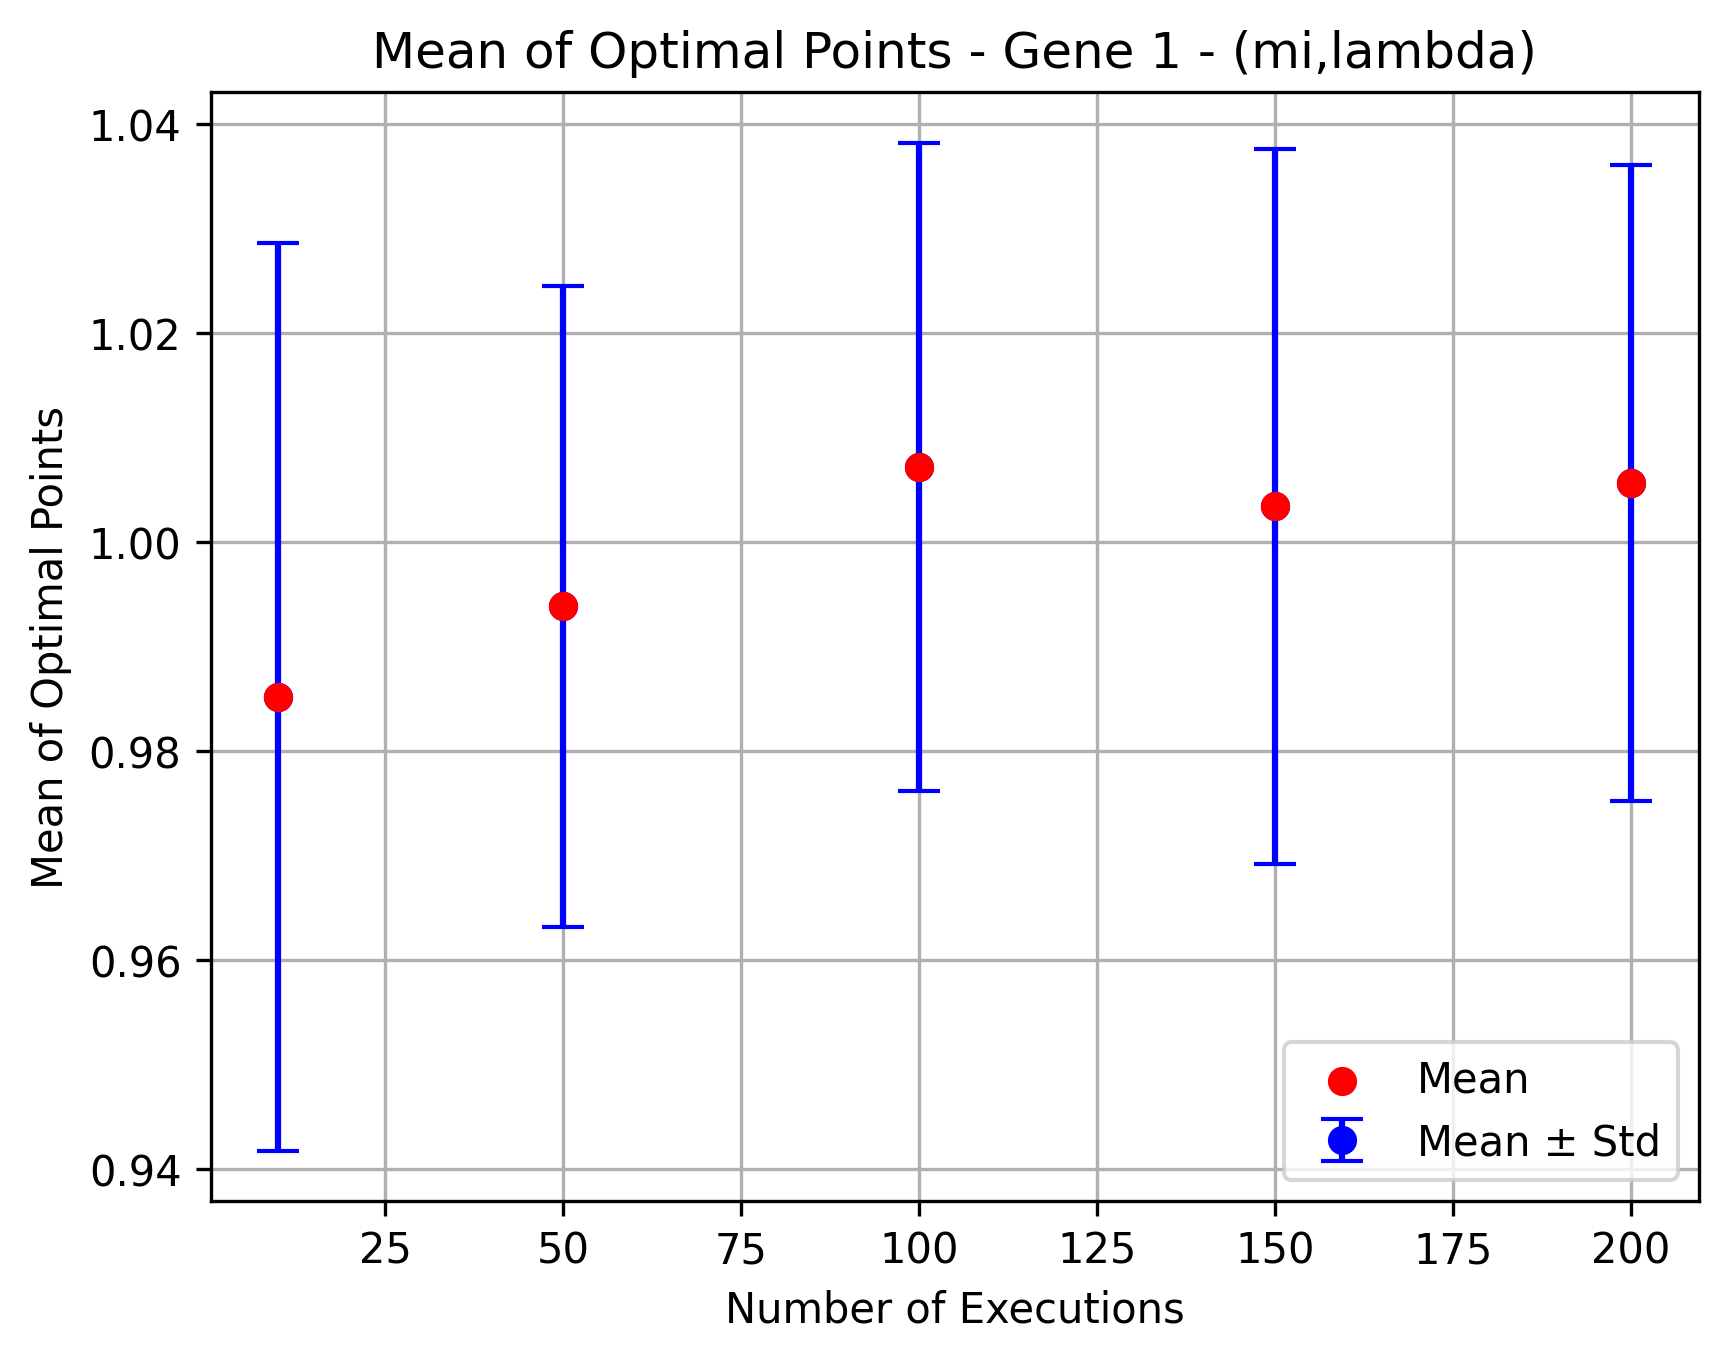 Mean of Optimal Points - Gene 1 - (mi,lambda)
Mean of Optimal Points
1.04
1.02
1.00
0.98
0.96
0.94
Mean
Mean ± Std
25 50 75 100 125 150 175 200
Number of Executions